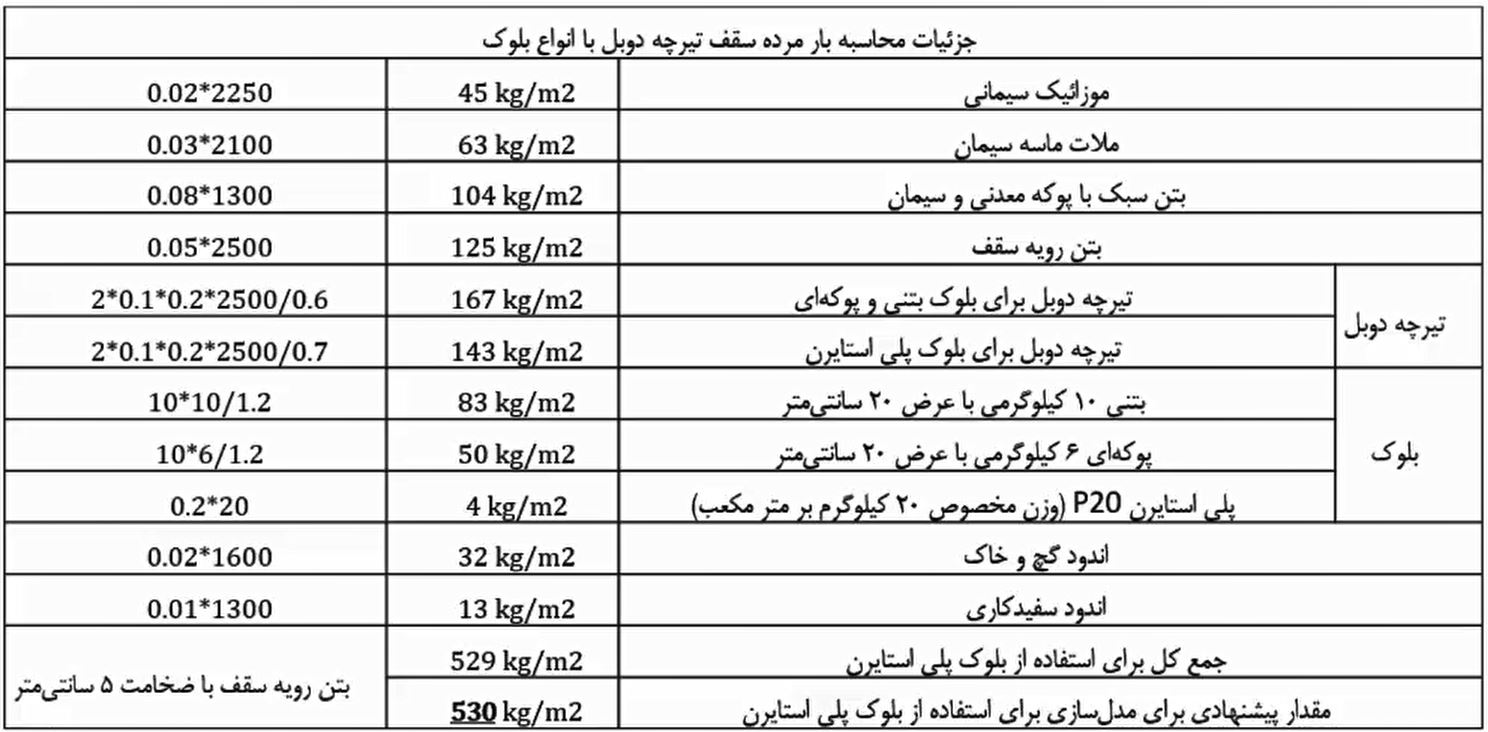 جزئیات محاسبه بار مرده سقف تیرچه دوبل با انواع بلوک
موزائیک سیمانی 45 kg/m2 0.02*2250
ملات ماسه سیمان 63 kg/m2 0.03*2100
بتن سبک با پوکه معدنی و سیمان 104 kg/m2 0.08*1300
بتن رویه سقف 125 kg/m2 0.05*2500
تیرچه دوبل
تیرچه دوبل برای بلوک بتنی و پوکه‌ای 167 kg/m2 2*0.1*0.2*2500/0.6
تیرچه دوبل برای بلوک پلی استایرن 143 kg/m2 2*0.1*0.2*2500/0.7
بلوک
بتنی ۱۰ کیلوگرمی با عرض ۲۰ سانتی‌متر 83 kg/m2 10*10/1.2
پوکه‌ای ۶ کیلوگرمی با عرض ۲۰ سانتی‌متر 50 kg/m2 10*6/1.2
پلی استایرن P20 (وزن مخصوص ۲۰ کیلوگرم بر متر مکعب) 4 kg/m2 0.2*20
اندود گچ و خاک 32 kg/m2 0.02*1600
اندود سفیدکاری 13 kg/m2 0.01*1300
جمع کل برای استفاده از بلوک پلی استایرن 529 kg/m2
بتن رویه سقف با ضخامت ۵ سانتی‌متر
مقدار پیشنهادی برای مدل‌سازی برای استفاده از بلوک پلی استایرن 530 kg/m2